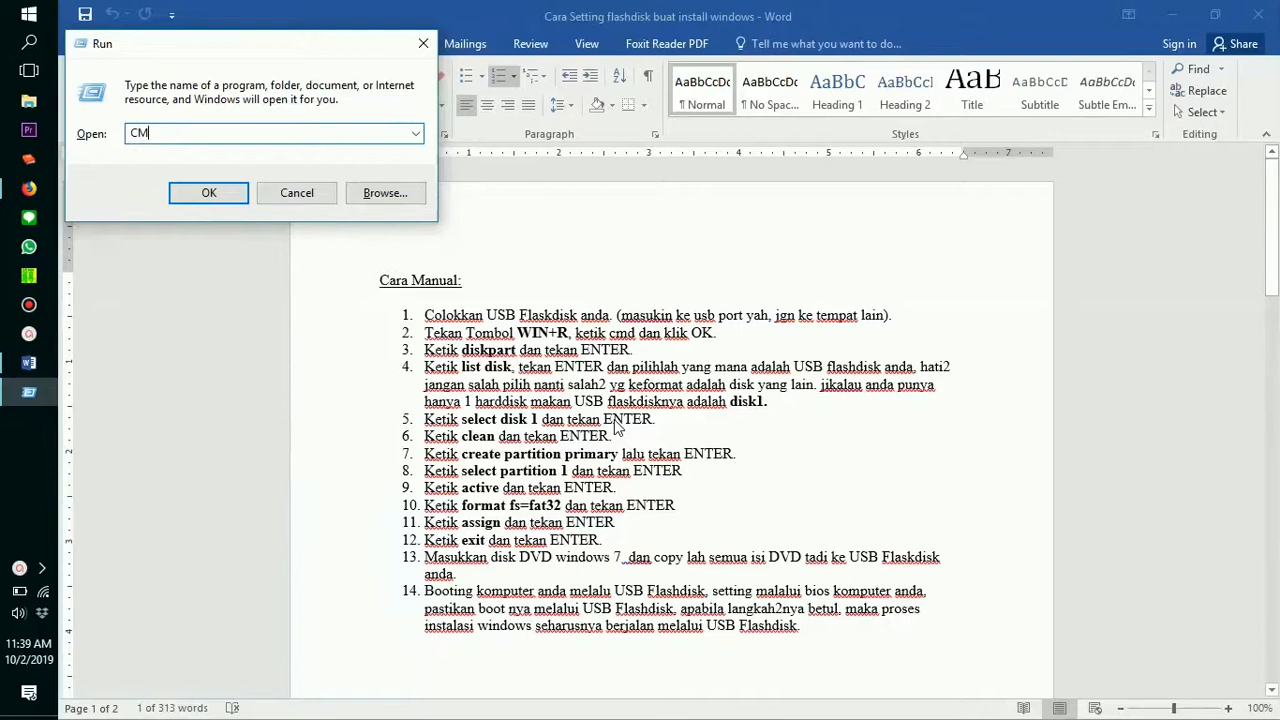 Cara Setting flashdisk buat install windows - Word
Run
Mailings
Review
View
Foxit Reader PDF
Tell me what you want to do...
Sign in
Share
Type the name of a program, folder, document, or Internet
resource, and Windows will open it for you.
Open:
CM
OK
Cancel
Browse...
AaBbCcDc
¶ Normal
AaBbCcDc
¶ No Spac...
AaBbC
Heading 1
AaBbCc
Heading 2
AaB
Title
AaBbCcD
Subtitle
AaBbCcDc
Subtle Em...
Find
Replace
Select
Paragraph
Styles
Editing
1 2 3 4 5 6 7
Cara Manual:
1. Colokkan USB Flaskdisk anda. (masukin ke usb port yah, jgn ke tempat lain).
2. Tekan Tombol WIN+R, ketik cmd dan klik OK.
3. Ketik diskpart dan tekan ENTER.
4. Ketik list disk, tekan ENTER dan pilihlah yang mana adalah USB flashdisk anda, hati2
jangan salah pilih nanti salah2 yg keformat adalah disk yang lain. jikalau anda punya
hanya 1 harddisk makan USB flaskdisknya adalah disk1.
5. Ketik select disk 1 dan tekan ENTER.
6. Ketik clean dan tekan ENTER.
7. Ketik create partition primary lalu tekan ENTER.
8. Ketik select partition 1 dan tekan ENTER
9. Ketik active dan tekan ENTER.
10. Ketik format fs=fat32 dan tekan ENTER
11. Ketik assign dan tekan ENTER
12. Ketik exit dan tekan ENTER.
13. Masukkan disk DVD windows 7 dan copy lah semua isi DVD tadi ke USB Flaskdisk
anda.
14. Booting komputer anda melalu USB Flashdisk, setting malalui bios komputer anda,
pastikan boot nya melalui USB Flashdisk, apabila langkah2nya betul, maka proses
instalasi windows seharusnya berjalan melalui USB Flashdisk.
11:39 AM
10/2/2019
Page 1 of 2
1 of 313 words
100%